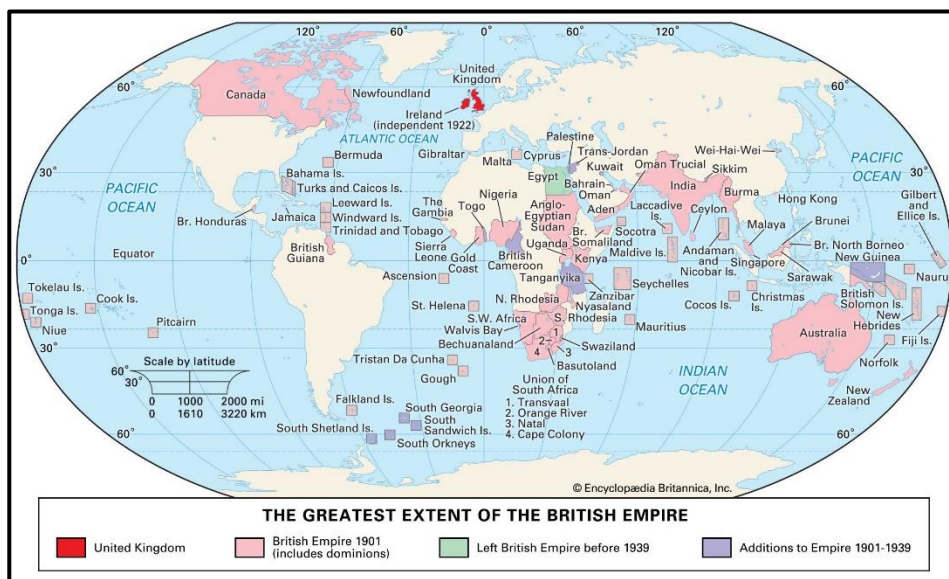 60°
30°
0°
30°
60°
120°
60°
0°
60°
120°
60°
30°
0°
30°
60°
Canada
Newfoundland
United
Kingdom
Ireland
(independent 1922)
ATLANTIC OCEAN
PACIFIC
OCEAN
PACIFIC
OCEAN
Bermuda
Bahama Is.
Turks and Caicos Is.
Leeward Is.
Jamaica
Windward Is.
Trinidad and Tobago
Br. Honduras
British
Guiana
Equator
Gibraltar
Malta
Cyprus
Palestine
Trans-Jordan
Kuwait
Egypt
Bahrain
Oman
Oman Trucial
Aden
Wei-Hai-Wei
Sikkim
India
Burma
Hong Kong
Gilbert
and
Ellice Is.
Nigeria
Togo
The
Gambia
Anglo-
Egyptian
Sudan
Sierra
Leone
Gold
Coast
British
Cameroon
Uganda
Br.
Somaliland
Kenya
Socotra
Laccadive
Is.
Ceylon
Maldive Is.
Andaman
and
Nicobar Is.
Malaya
Singapore
Brunei
Br. North Borneo
New Guinea
Sarawak
Nauru
Ascension
Tanganyika
Zanzibar
Nyasaland
Seychelles
St. Helena
N. Rhodesia
S.W. Africa
S. Rhodesia
Walvis Bay
Bechuanaland
Mauritius
Swaziland
Basutoland
1
2
3
4
Union of
South Africa
1. Transvaal
2. Orange River
3. Natal
4. Cape Colony
Cocos Is.
Christmas
Is.
British
Solomon Is.
New
Hebrides
Fiji Is.
Australia
Norfolk
New
Zealand
INDIAN
OCEAN
Tokelau Is.
Cook Is.
Tonga Is.
Niue
Pitcairn
Tristan Da Cunha
Gough
Falkland Is.
South Georgia
South
Sandwich Is.
South Shetland Is.
South Orkneys
Scale by latitude
60°
30°
0 1000 2000 mi
0 1610 3220 km
© Encyclopædia Britannica, Inc.
THE GREATEST EXTENT OF THE BRITISH EMPIRE
United Kingdom
British Empire 1901
(includes dominions)
Left British Empire before 1939
Additions to Empire 1901-1939